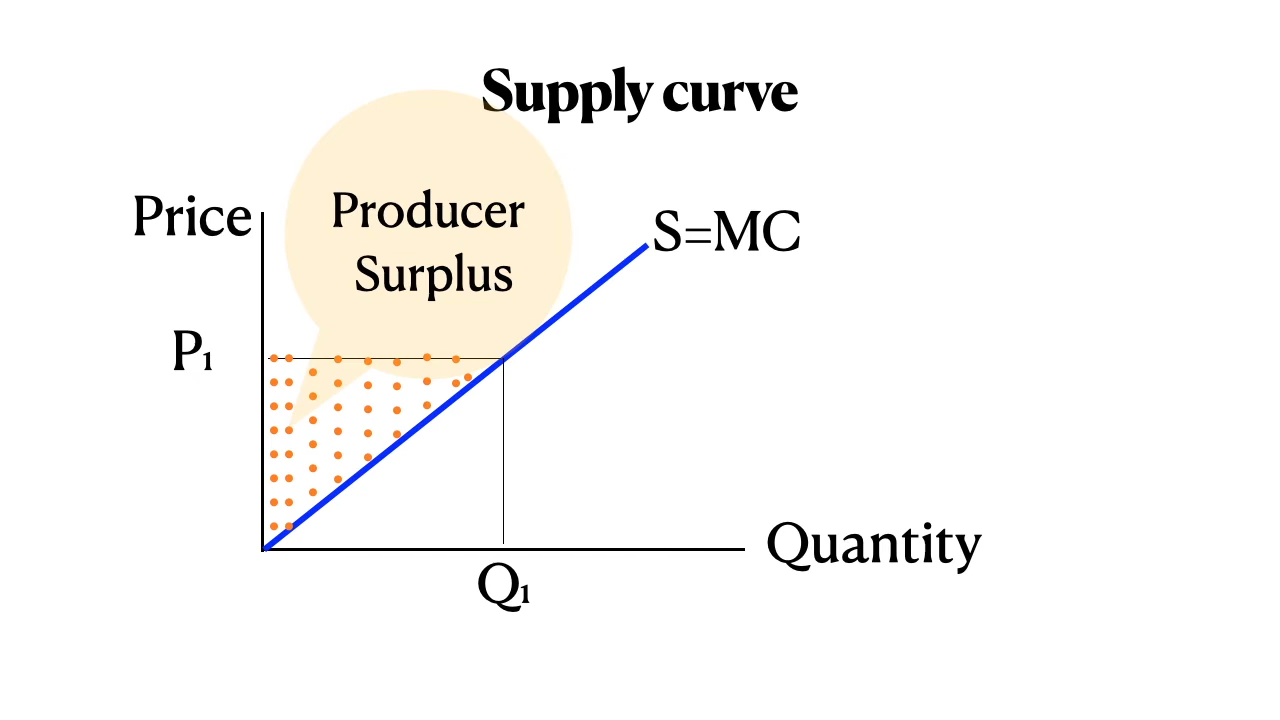 Supply curve
Producer
Surplus
Price
S=MC
P₁
Quantity
Q₁